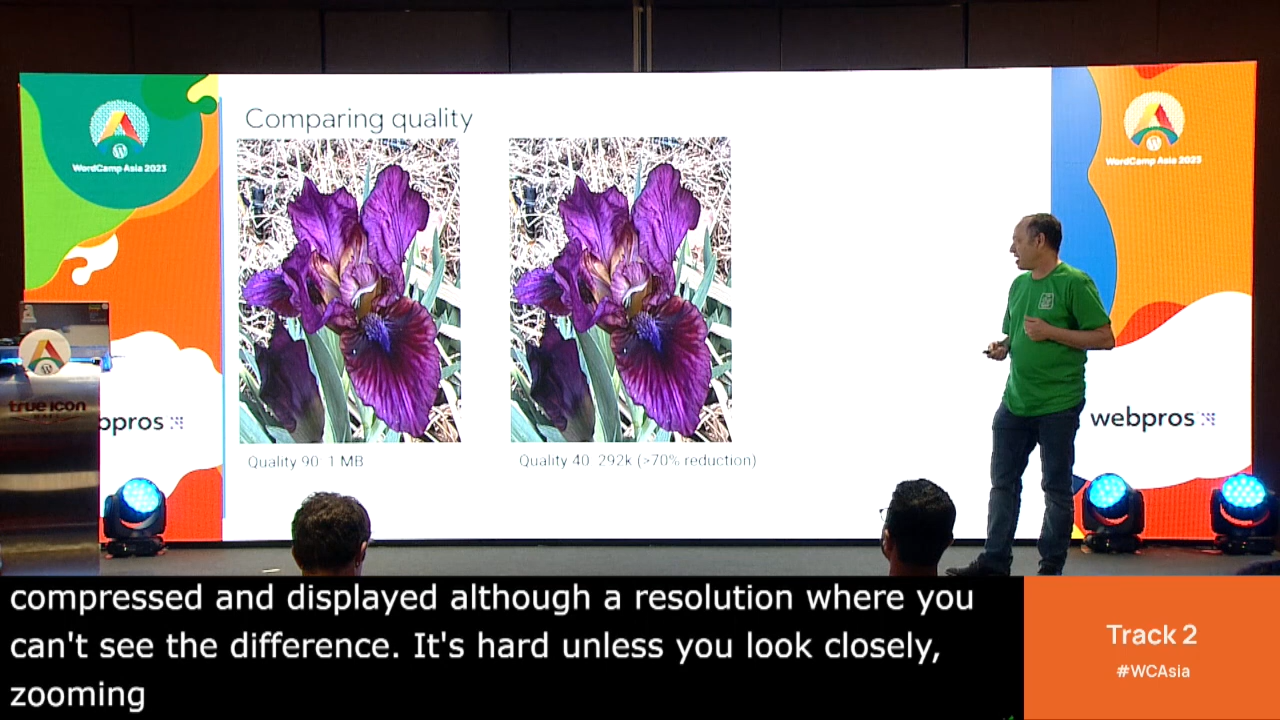 WordCamp Asia 2023
Comparing quality
WordCamp Asia 2023
Quality 90: 1 MB
Quality 40: 292k (>70% reduction)
true icon
webpros
compressed and displayed although a resolution where you
can't see the difference. It's hard unless you look closely,
zooming
Track 2
#WCAsia